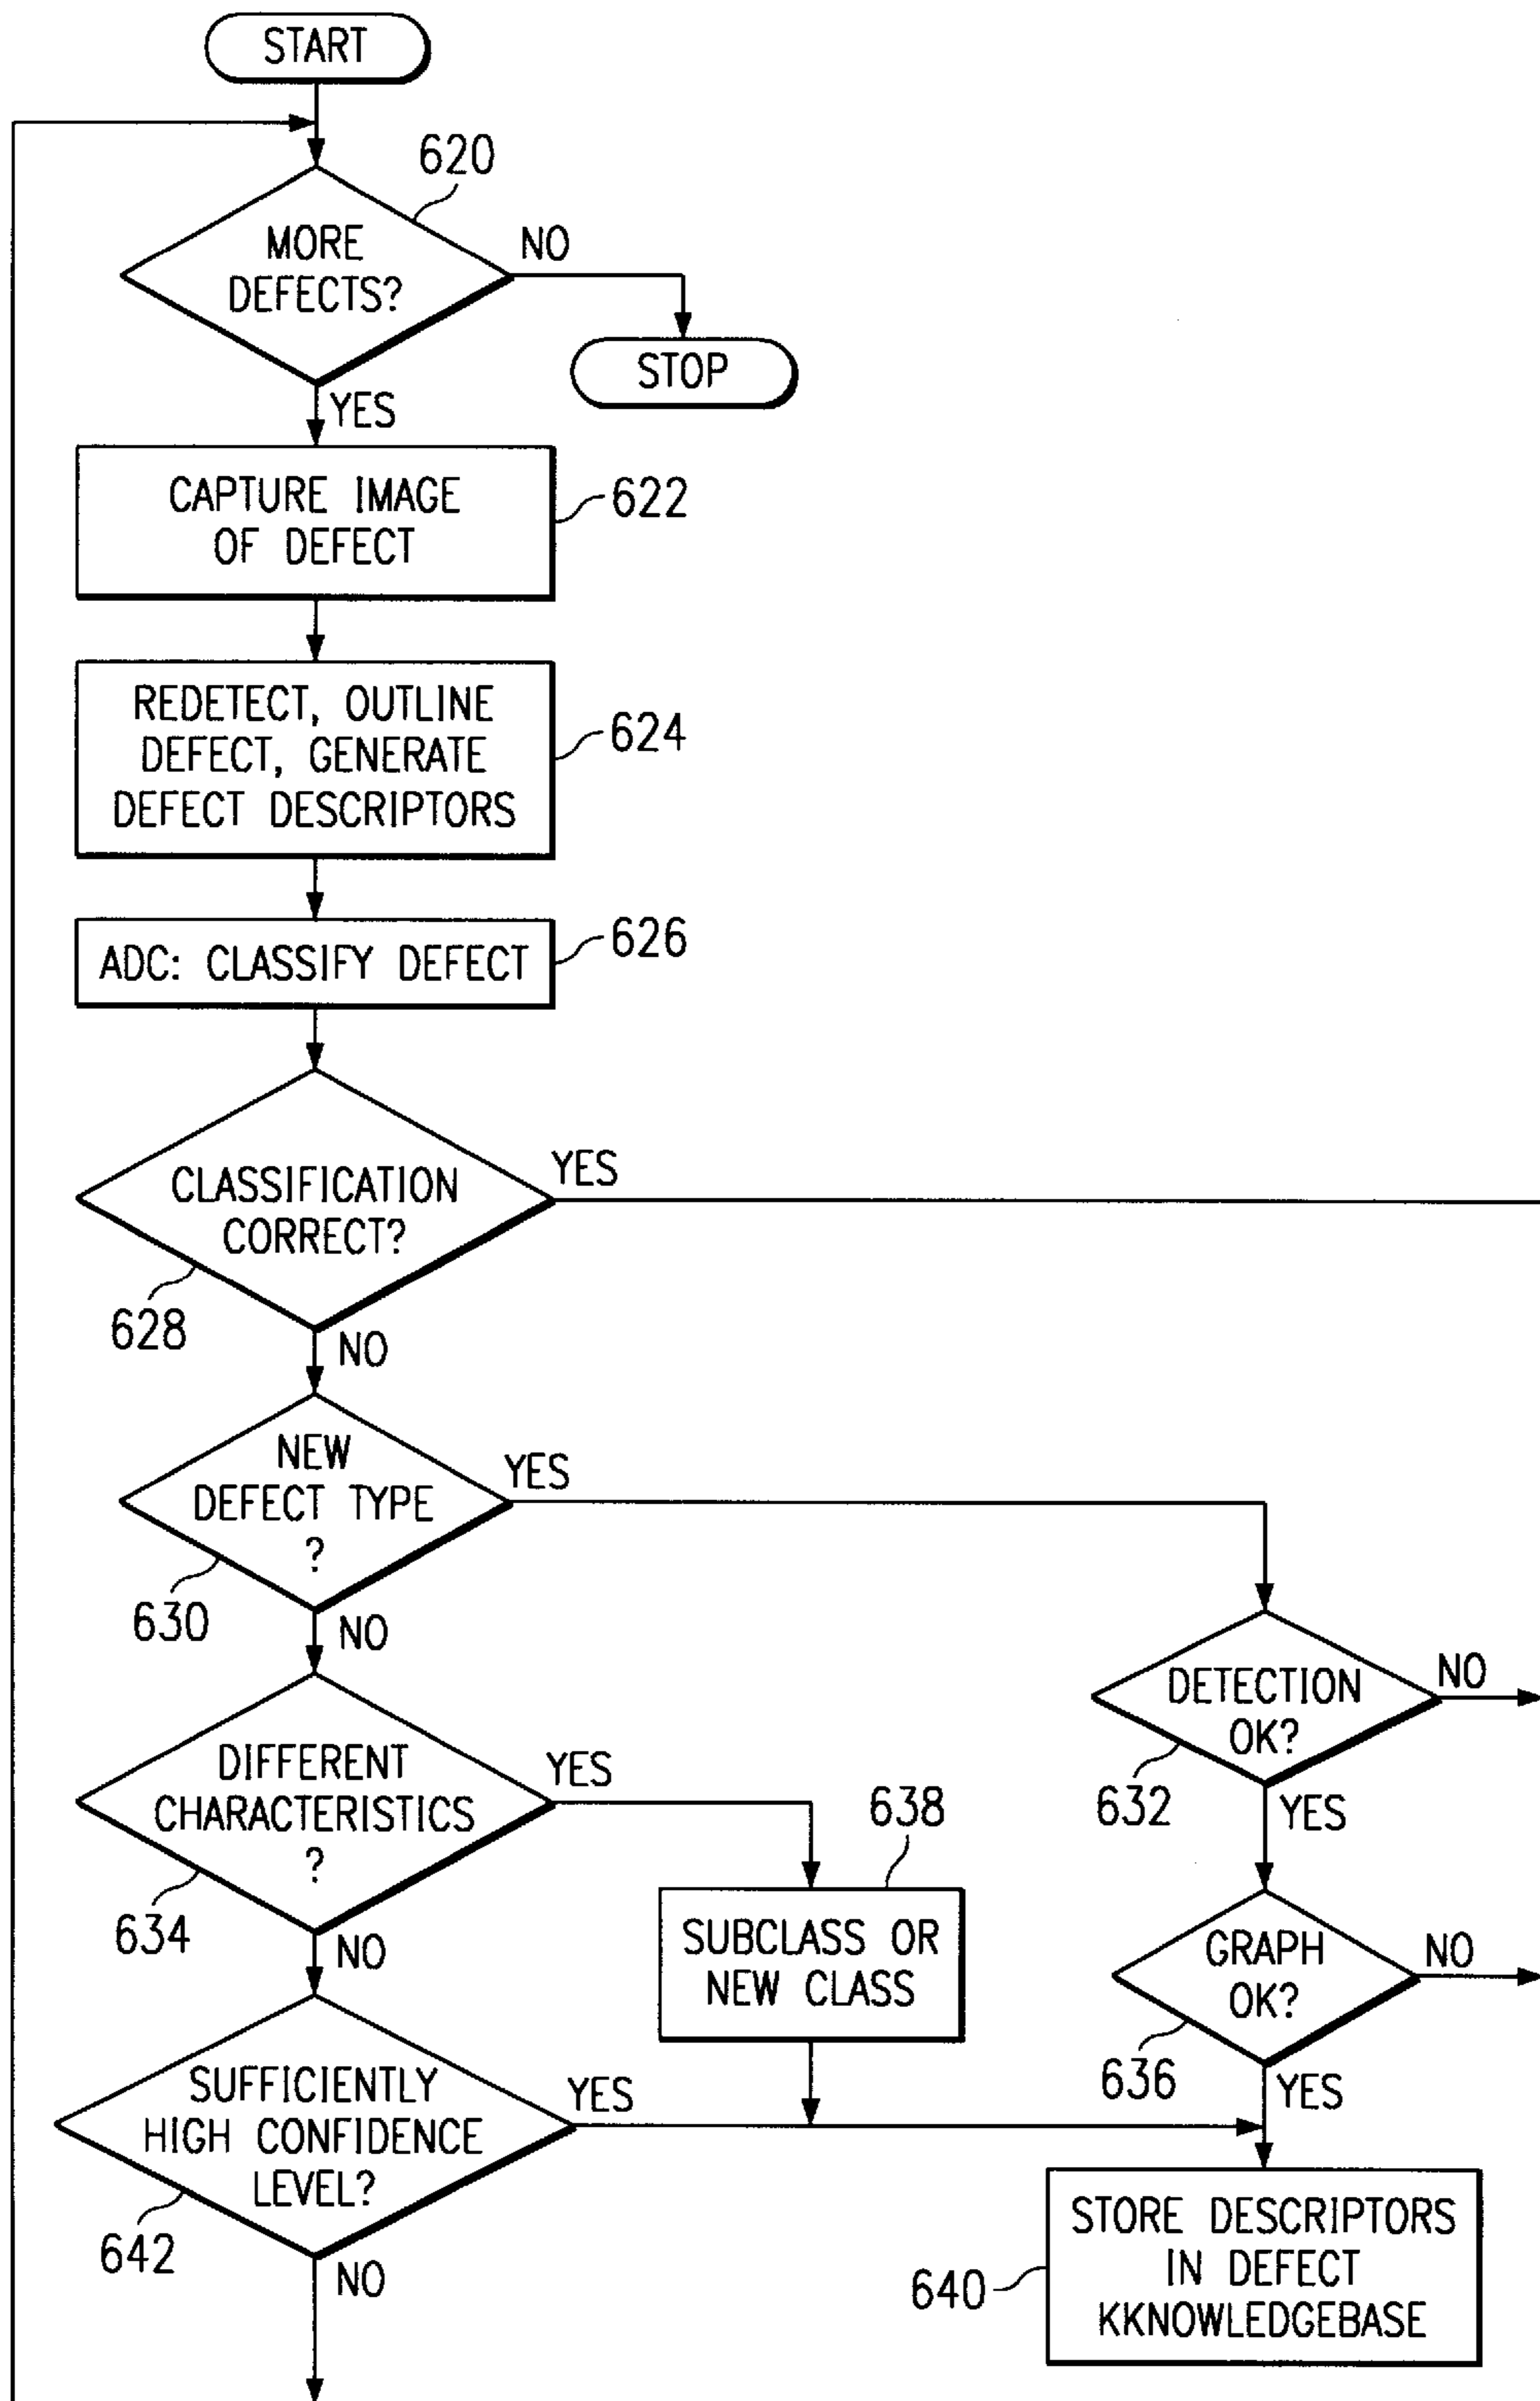 START
620
MORE
DEFECTS?
NO
STOP
YES
CAPTURE IMAGE
OF DEFECT
622
REDETECT, OUTLINE
DEFECT, GENERATE
DEFECT DESCRIPTORS
624
ADC: CLASSIFY DEFECT
626
CLASSIFICATION
CORRECT?
YES
628
NO
NEW
DEFECT TYPE
?
YES
630
NO
DETECTION
OK?
NO
632
YES
DIFFERENT
CHARACTERISTICS
?
YES
634
NO
638
SUBCLASS OR
NEW CLASS
GRAPH
OK?
NO
636
YES
SUFFICIENTLY
HIGH CONFIDENCE
LEVEL?
YES
642
NO
STORE DESCRIPTORS
IN DEFECT
KKNOWLEDGEBASE
640